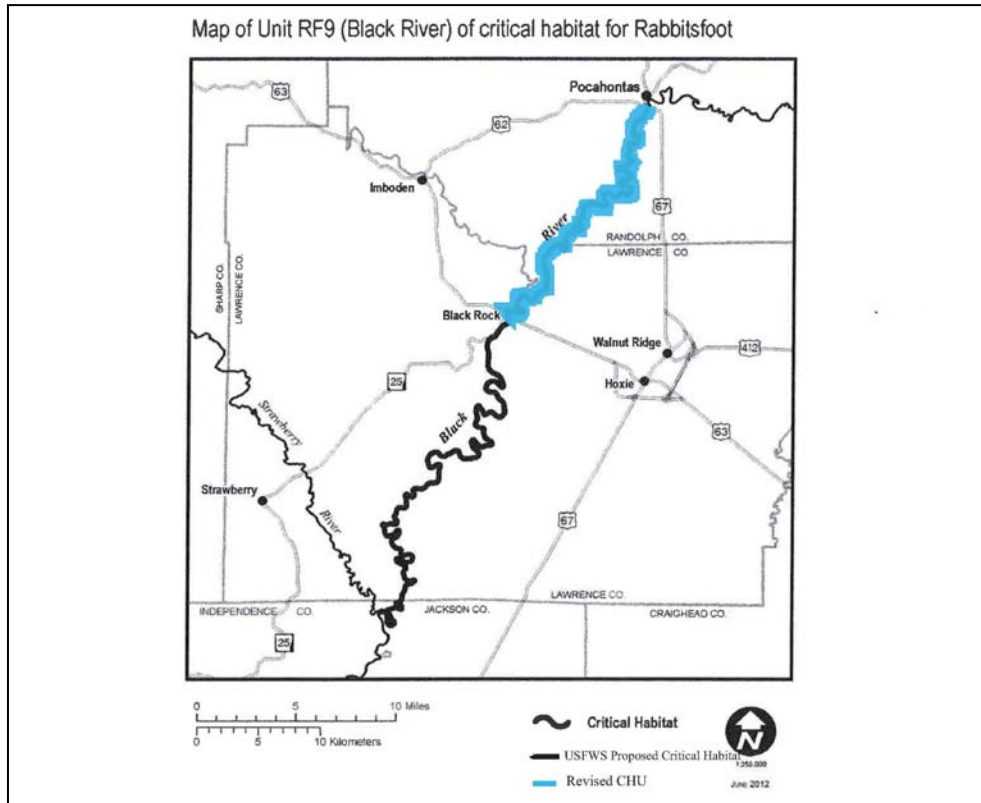 Map of Unit RF9 (Black River) of critical habitat for Rabbitsfoot
Pocahontas
63
62
Imboden
67
River
RANDOLPH CO.
LAWRENCE CO.
SHARP CO.
LAWRENCE CO.
Black Rock
Walnut Ridge
412
Hoxie
25
Strawberry
Black
63
Strawberry
River
67
LAWRENCE CO.
INDEPENDENCE CO.
JACKSON CO.
CRAIGHEAD CO.
25
0 5 10 Miles
0 5 10 Kilometers
Critical Habitat
USFWS Proposed Critical Habitat
Revised CHU
N
1:350,000
June 2012